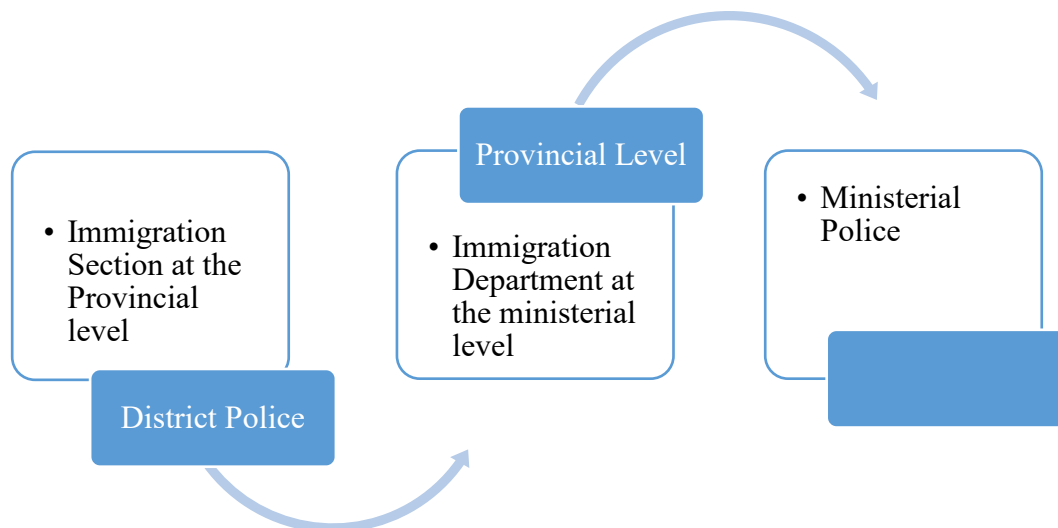 • Immigration
Section at the
Provincial
level
District Police
Provincial Level
• Immigration
Department at
the ministerial
level
• Ministerial
Police